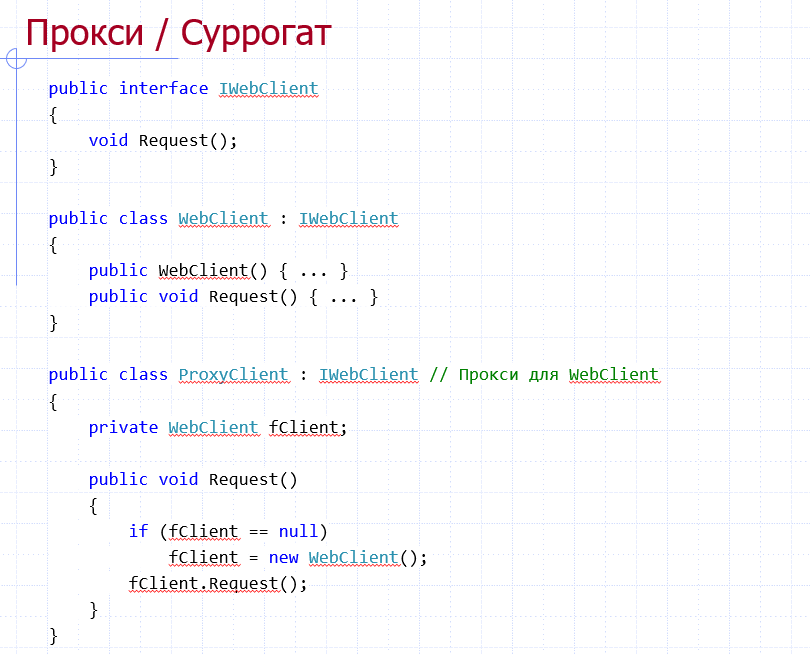 Прокси / Суррогат
public interface IWebClient
{
void Request();
}
public class WebClient : IWebClient
{
public WebClient() { ... }
public void Request() { ... }
}
public class ProxyClient : IWebClient // Прокси для WebClient
{
private WebClient fClient;
public void Request()
{
if (fClient == null)
fClient = new WebClient();
fClient.Request();
}
}